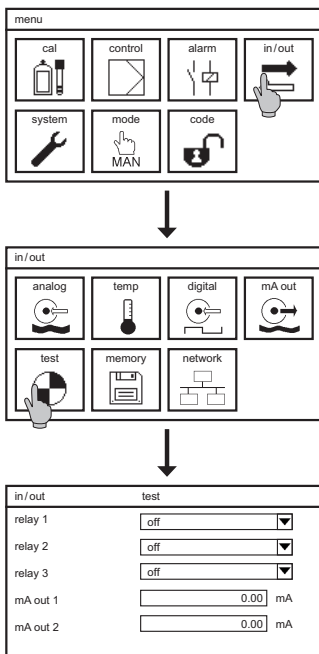 menu
cal control alarm in/out
system mode code
MAN
in/out
analog temp digital mA out
test memory network
in/out test
relay 1 off
relay 2 off
relay 3 off
mA out 1 0.00 mA
mA out 2 0.00 mA